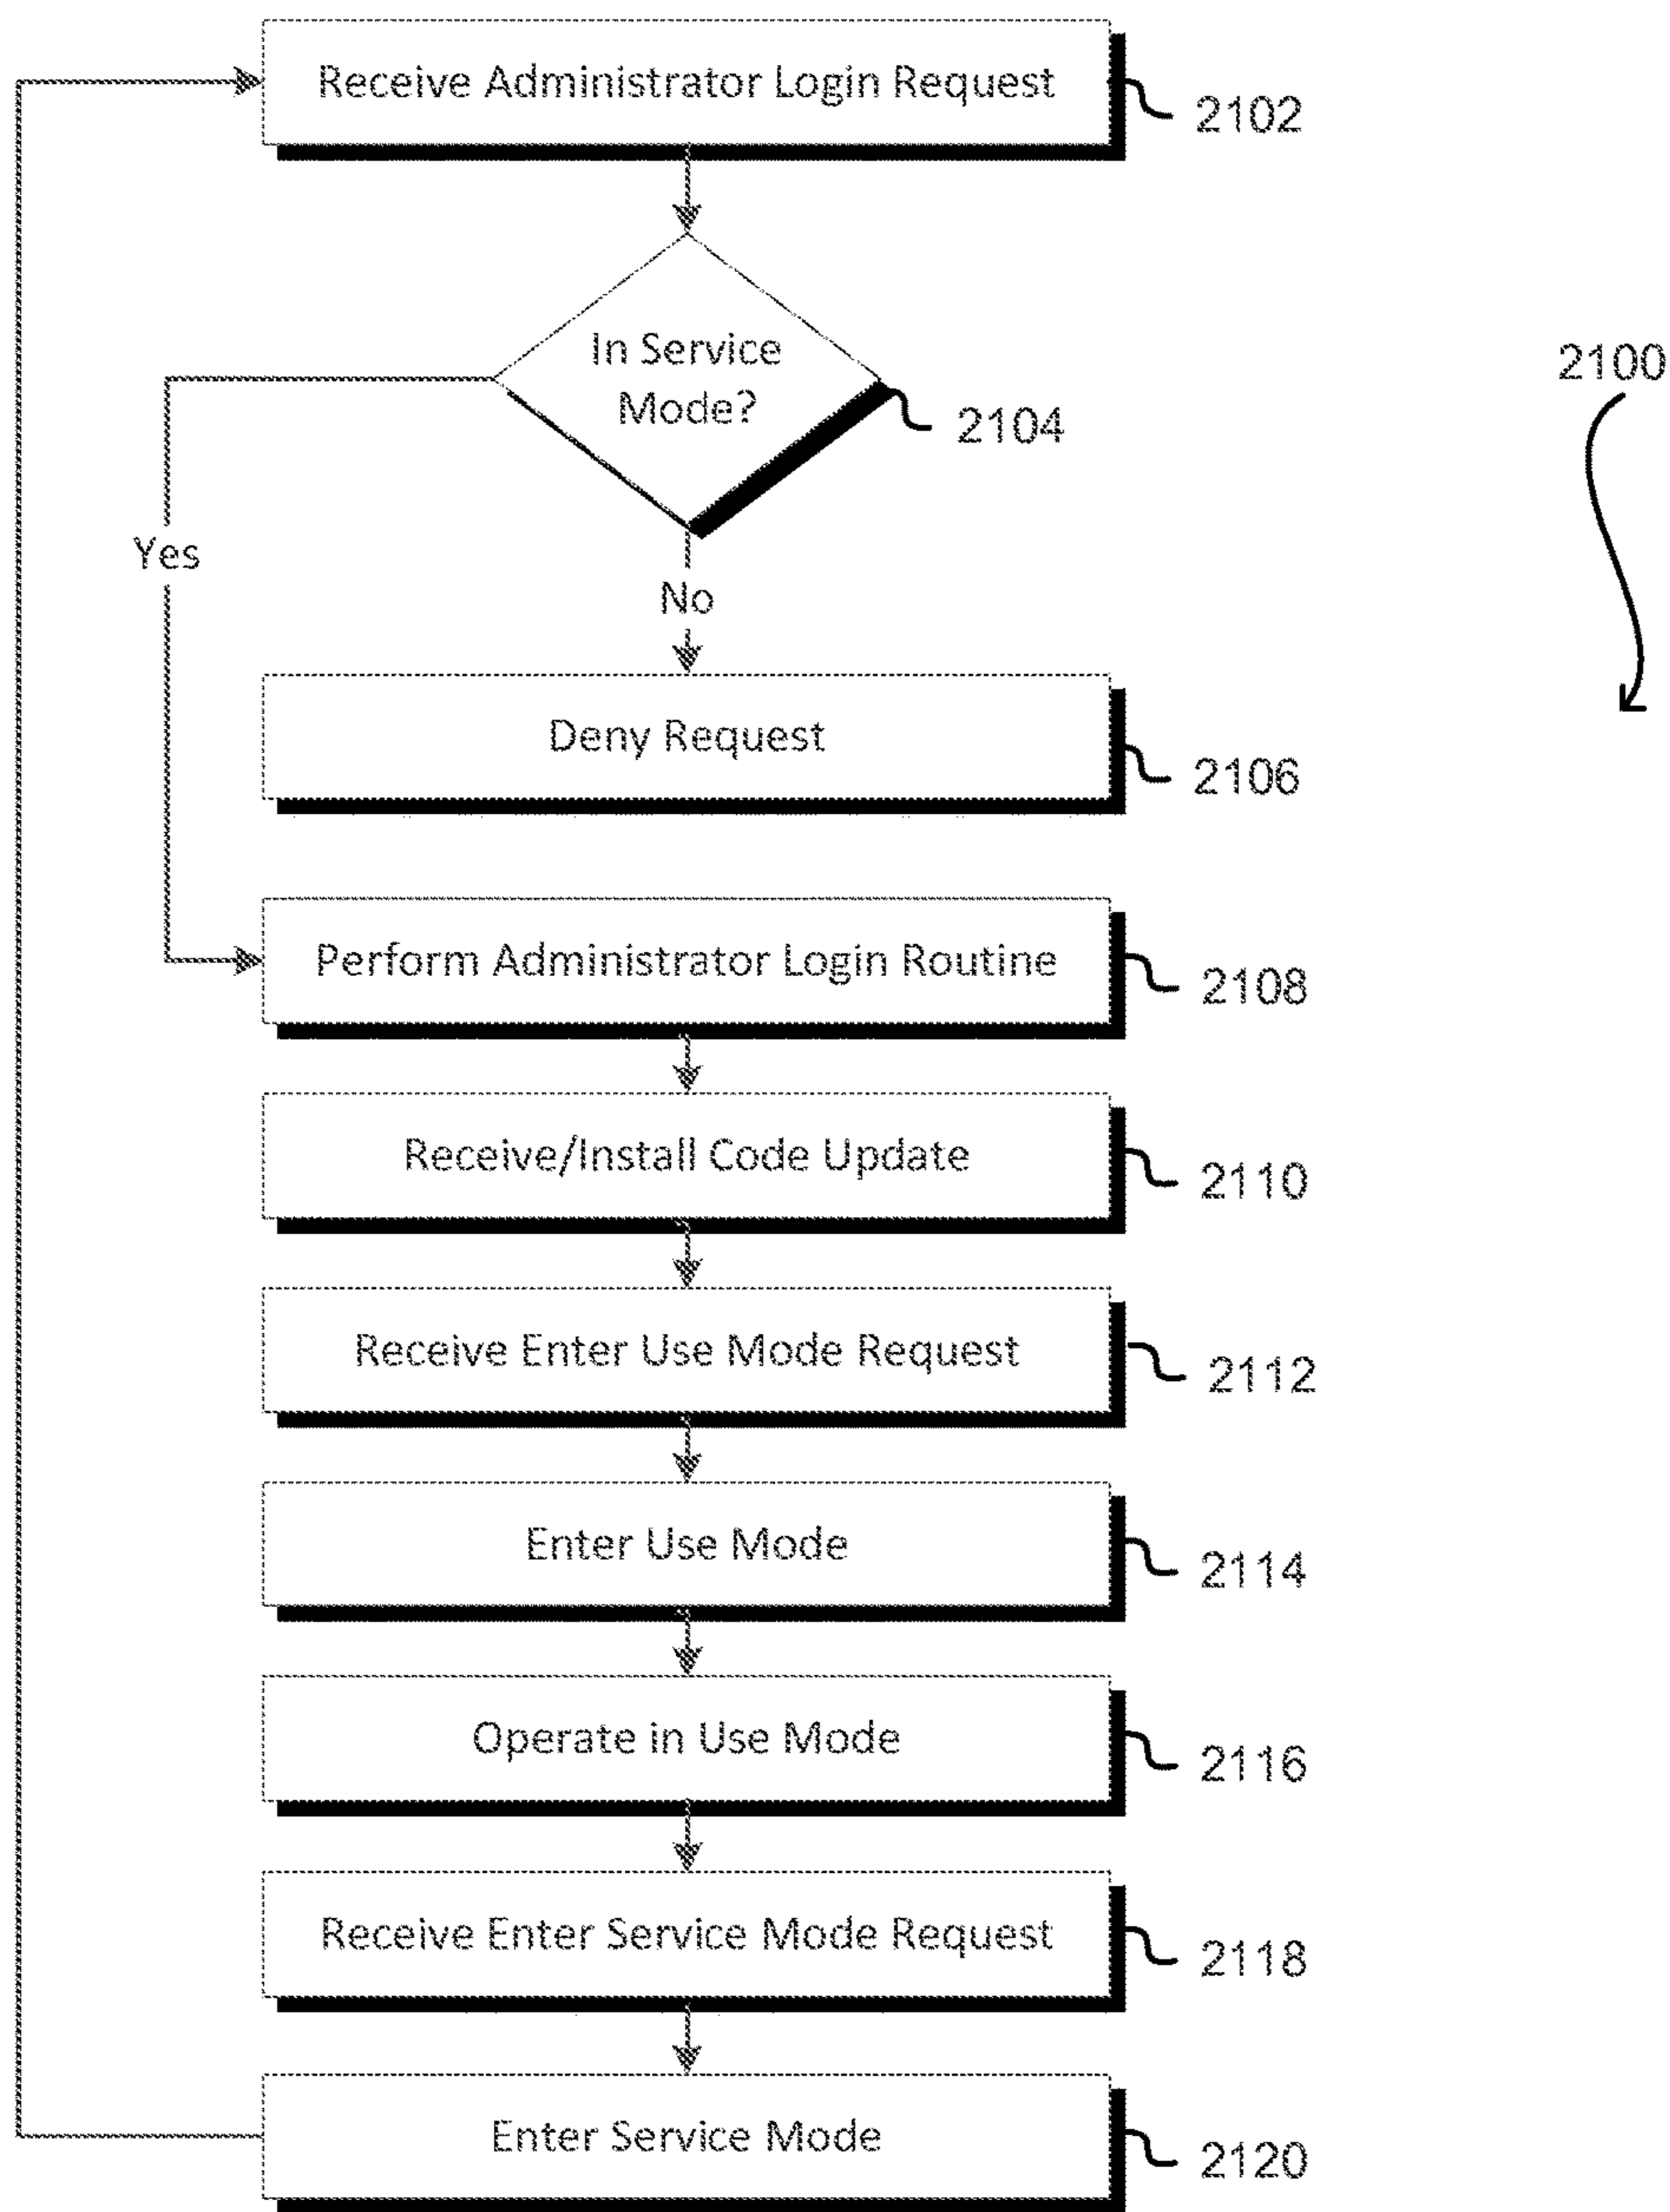 Receive Administrator Login Request
2102
In Service
Mode?
2104
2100
Yes
No
Deny Request
2106
Perform Administrator Login Routine
2108
Receive/Install Code Update
2110
Receive Enter Use Mode Request
2112
Enter Use Mode
2114
Operate in Use Mode
2116
Receive Enter Service Mode Request
2118
Enter Service Mode
2120